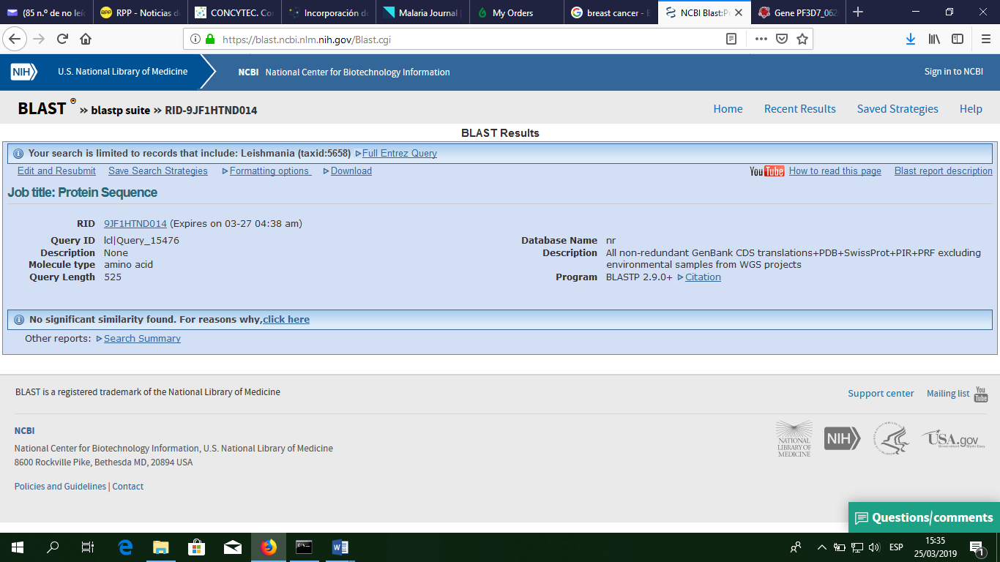 (85 n.º de no leíc
RPP - Noticias d
CONCYTEC. Co
Incorporación d
Malaria Journal
My Orders
breast cancer - B
NCBI Blast:P
Gene PF3D7_062
https://blast.ncbi.nlm.nih.gov/Blast.cgi
NIH U.S. National Library of Medicine NCBI National Center for Biotechnology Information Sign in to NCBI
BLAST ® » blastp suite » RID-9JF1HTND014 Home Recent Results Saved Strategies Help
BLAST Results
Your search is limited to records that include: Leishmania (taxid:5658) Full Entrez Query
Edit and Resubmit Save Search Strategies Formatting options Download YouTube How to read this page Blast report description
Job title: Protein Sequence
RID 9JF1HTND014 (Expires on 03-27 04:38 am)
Query ID lcl|Query_15476
Description None
Molecule type amino acid
Query Length 525
Database Name nr
Description All non-redundant GenBank CDS translations+PDB+SwissProt+PIR+PRF excluding
environmental samples from WGS projects
Program BLASTP 2.9.0+ Citation
No significant similarity found. For reasons why,click here
Other reports: Search Summary
BLAST is a registered trademark of the National Library of Medicine Support center Mailing list You Tube
NCBI
National Center for Biotechnology Information, U.S. National Library of Medicine
8600 Rockville Pike, Bethesda MD, 20894 USA
Policies and Guidelines | Contact
NATIONAL
LIBRARY OF
MEDICINE
NIH
USA.gov
Government Made Easy
Questions/comments
ESP
15:35
25/03/2019
1